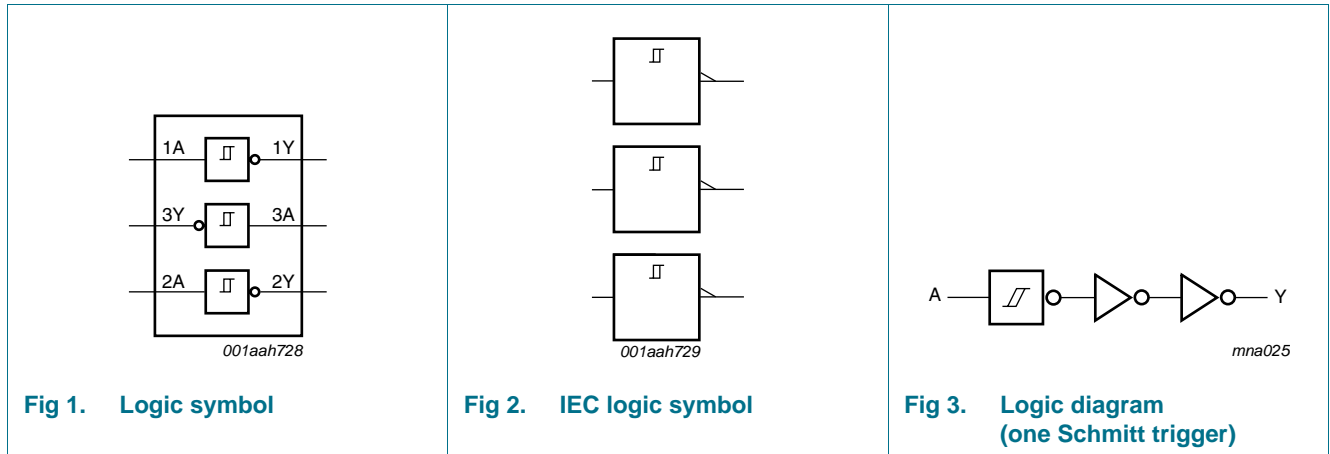 1A 1Y
3Y 3A
2A 2Y
001aah728
Fig 1. Logic symbol
001aah729
Fig 2. IEC logic symbol
A Y
mna025
Fig 3. Logic diagram
(one Schmitt trigger)